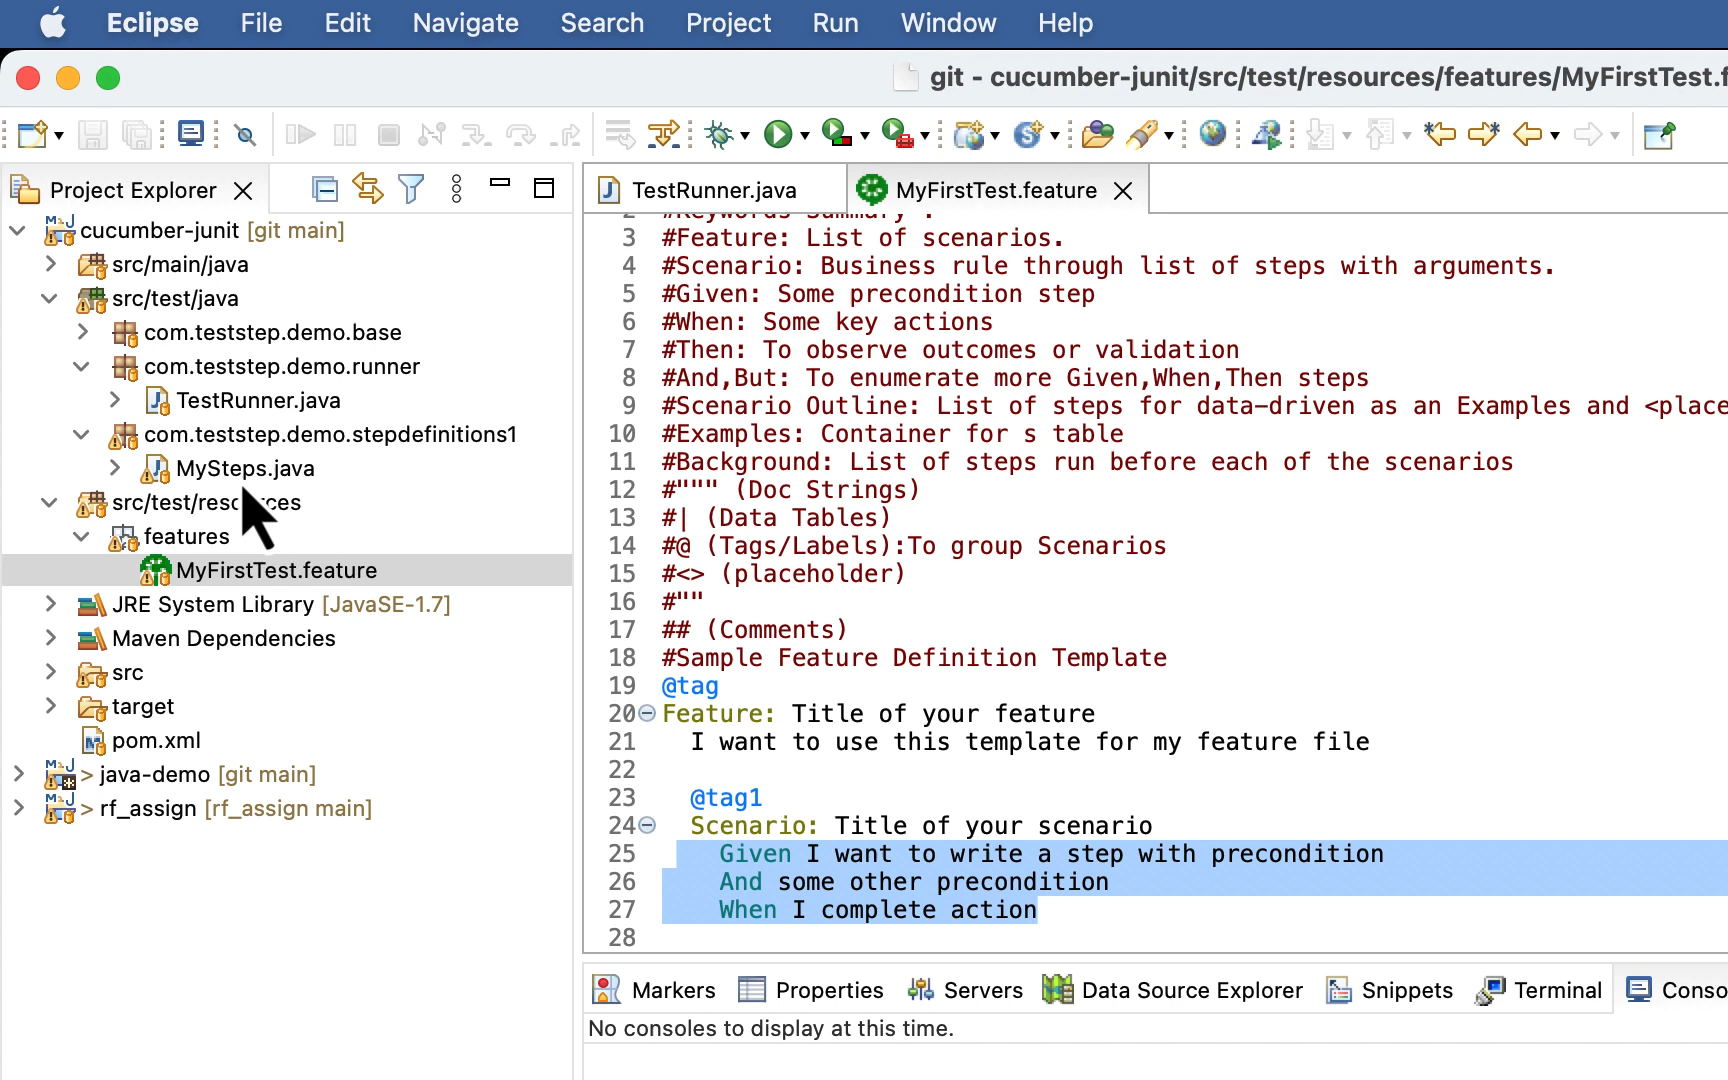 Eclipse File Edit Navigate Search Project Run Window Help
git - cucumber-junit/src/test/resources/features/MyFirstTest.f
Project Explorer
TestRunner.java
MyFirstTest.feature
cucumber-junit [git main]
src/main/java
src/test/java
com.teststep.demo.base
com.teststep.demo.runner
TestRunner.java
com.teststep.demo.stepdefinitions1
MySteps.java
src/test/resources
features
MyFirstTest.feature
JRE System Library [JavaSE-1.7]
Maven Dependencies
src
target
pom.xml
> java-demo [git main]
> rf_assign [rf_assign main]
2 #Keywords Summary :
3 #Feature: List of scenarios.
4 #Scenario: Business rule through list of steps with arguments.
5 #Given: Some precondition step
6 #When: Some key actions
7 #Then: To observe outcomes or validation
8 #And,But: To enumerate more Given,When,Then steps
9 #Scenario Outline: List of steps for data-driven as an Examples and <place
10 #Examples: Container for s table
11 #Background: List of steps run before each of the scenarios
12 #""" (Doc Strings)
13 #| (Data Tables)
14 #@ (Tags/Labels):To group Scenarios
15 #<> (placeholder)
16 #""
17 ## (Comments)
18 #Sample Feature Definition Template
19 @tag
20 Feature: Title of your feature
21 I want to use this template for my feature file
22
23 @tag1
24 Scenario: Title of your scenario
25 Given I want to write a step with precondition
26 And some other precondition
27 When I complete action
28
Markers Properties Servers Data Source Explorer Snippets Terminal Conso
No consoles to display at this time.